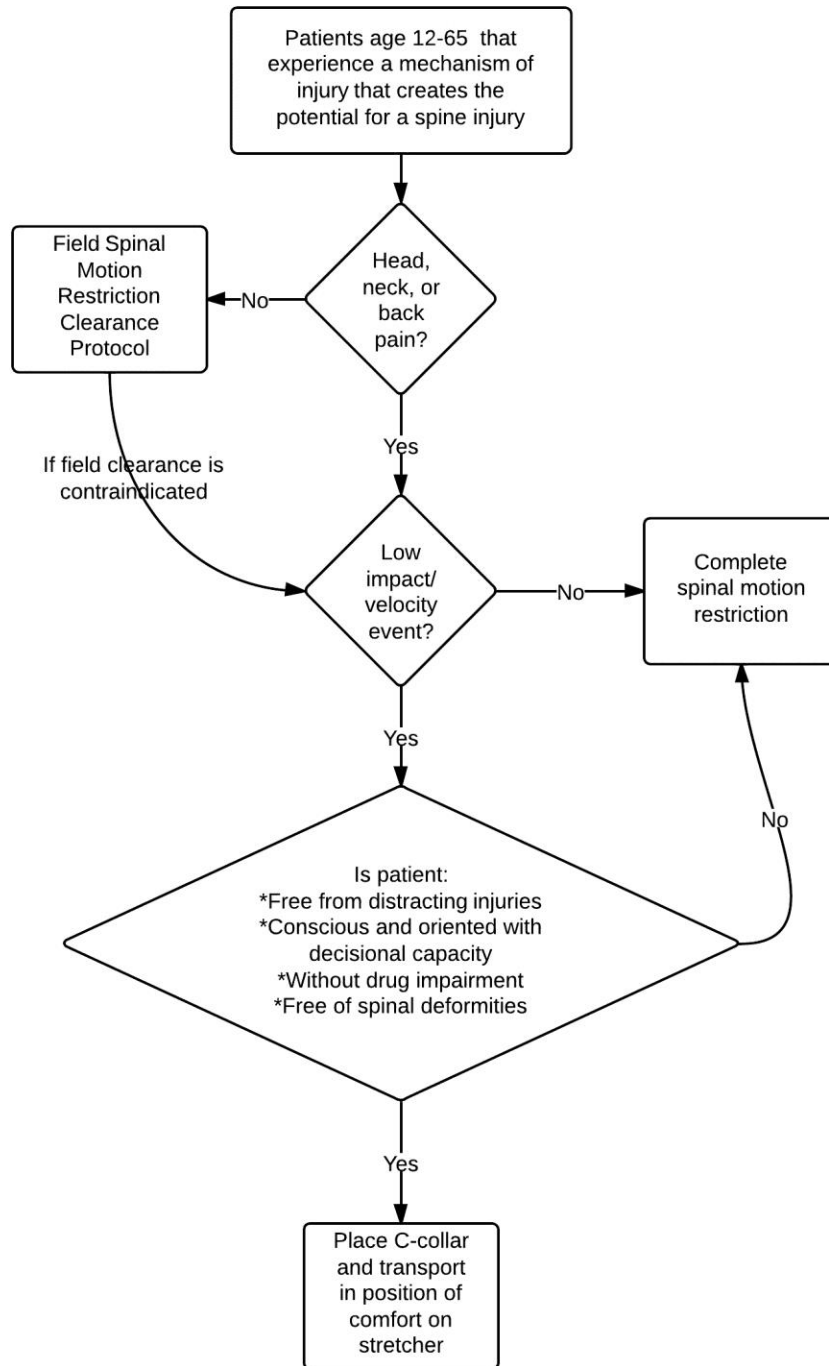 Patients age 12-65 that
experience a mechanism of
injury that creates the
potential for a spine injury
Head,
neck, or
back
pain?
No
Field Spinal
Motion
Restriction
Clearance
Protocol
Yes
If field clearance is
contraindicated
Low
impact/
velocity
event?
No
Complete
spinal motion
restriction
Yes
No
Is patient:
*Free from distracting injuries
*Conscious and oriented with
decisional capacity
*Without drug impairment
*Free of spinal deformities
Yes
Place C-collar
and transport
in position of
comfort on
stretcher